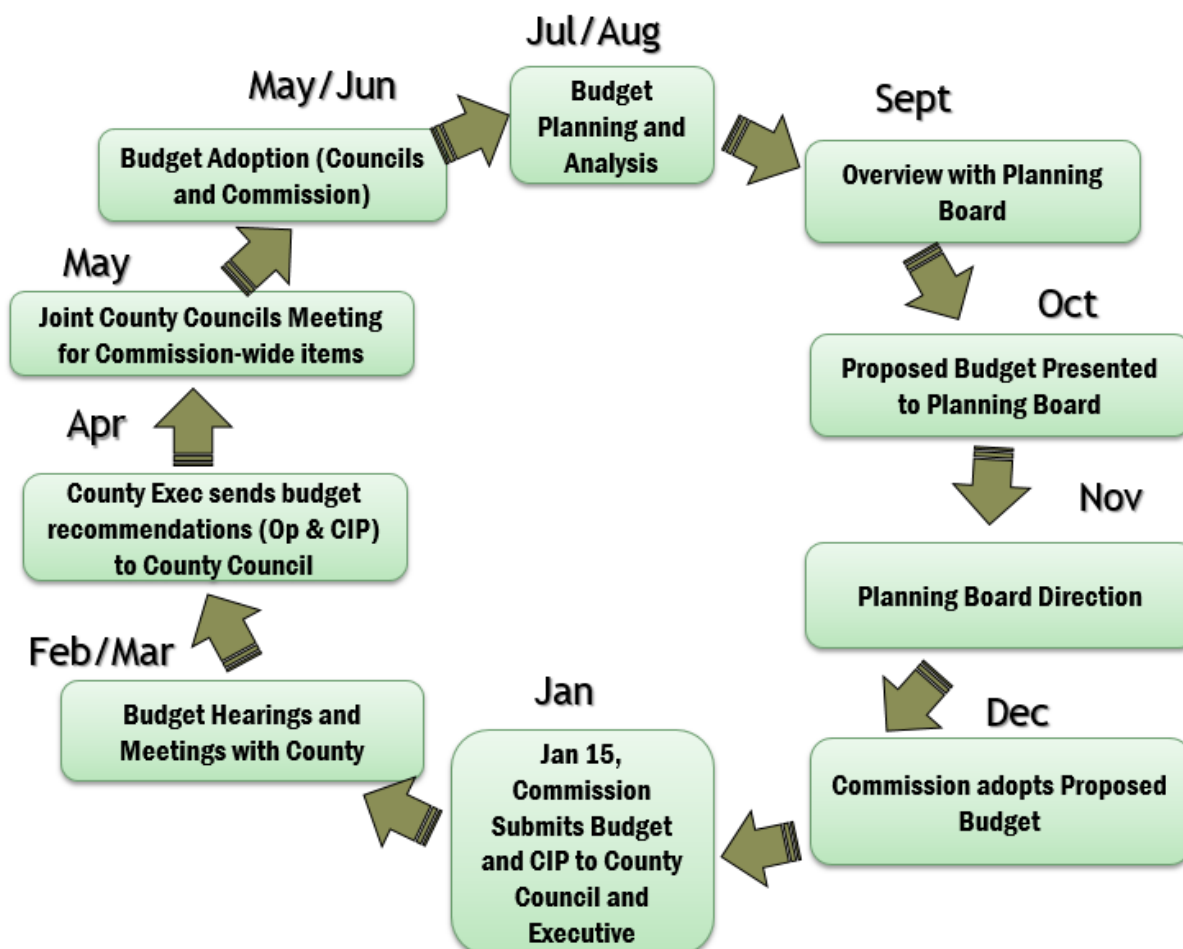 Jul/Aug
Budget
Planning and
Analysis
Sept
Overview with Planning
Board
Oct
Proposed Budget Presented
to Planning Board
Nov
Planning Board Direction
Dec
Commission adopts Proposed
Budget
Jan
Jan 15,
Commission
Submits Budget
and CIP to County
Council and
Executive
Feb/Mar
Budget Hearings and
Meetings with County
Apr
County Exec sends budget
recommendations (Op & CIP)
to County Council
May
Joint County Councils Meeting
for Commission-wide items
May/Jun
Budget Adoption (Councils
and Commission)